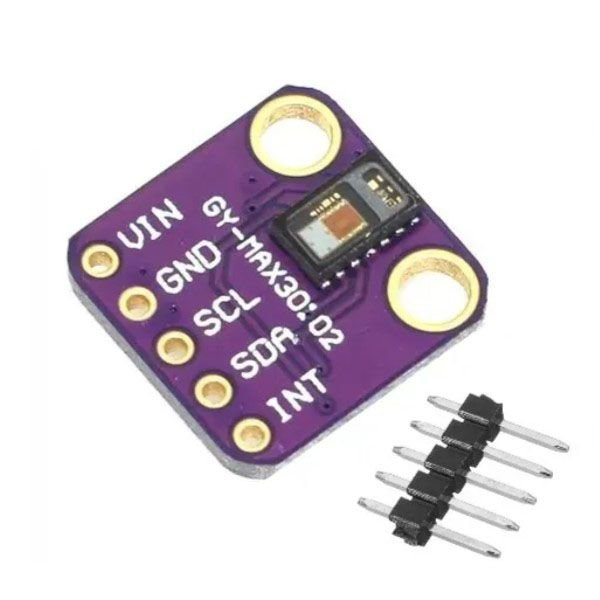 VIN
GND
SCL
SDA
INT
GY-MAX30102